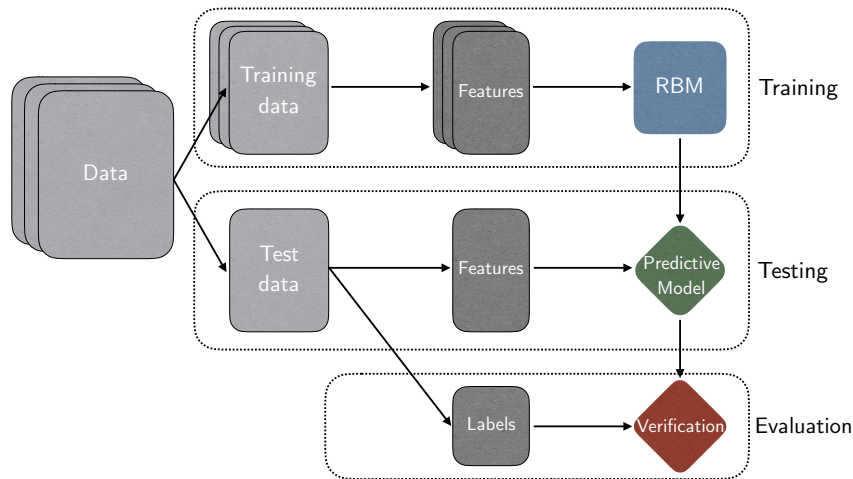 Training
data
Features
RBM
Training
Data
Test
data
Features
Predictive
Model
Testing
Labels
Verification
Evaluation